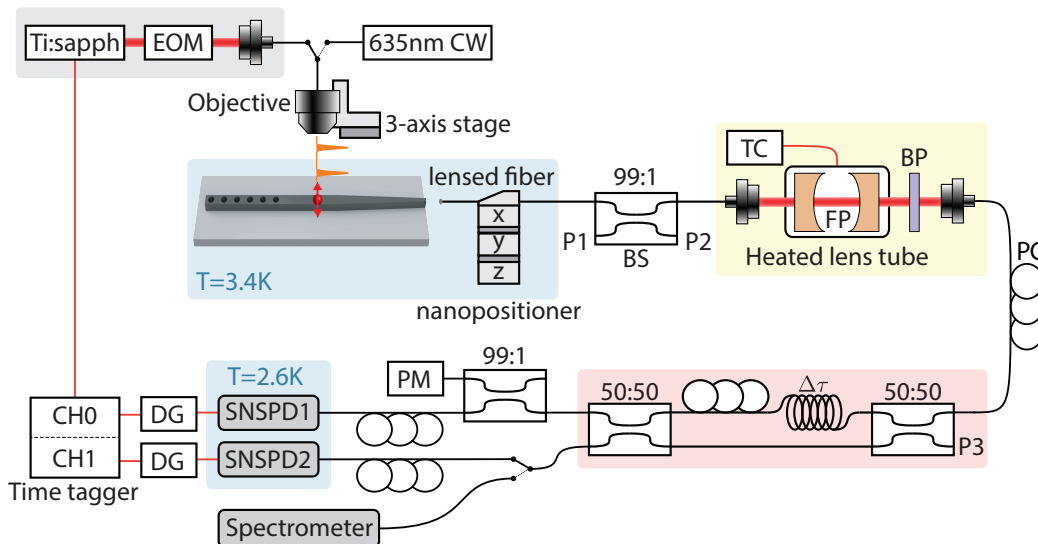 Ti:sapph
EOM
635nm CW
Objective
3-axis stage
lensed fiber
T=3.4K
x
y
z
nanopositioner
99:1
P1
BS
P2
TC
FP
BP
Heated lens tube
PC
99:1
PM
T=2.6K
50:50
Δτ
50:50
P3
CH0
DG
SNSPD1
CH1
DG
SNSPD2
Time tagger
Spectrometer